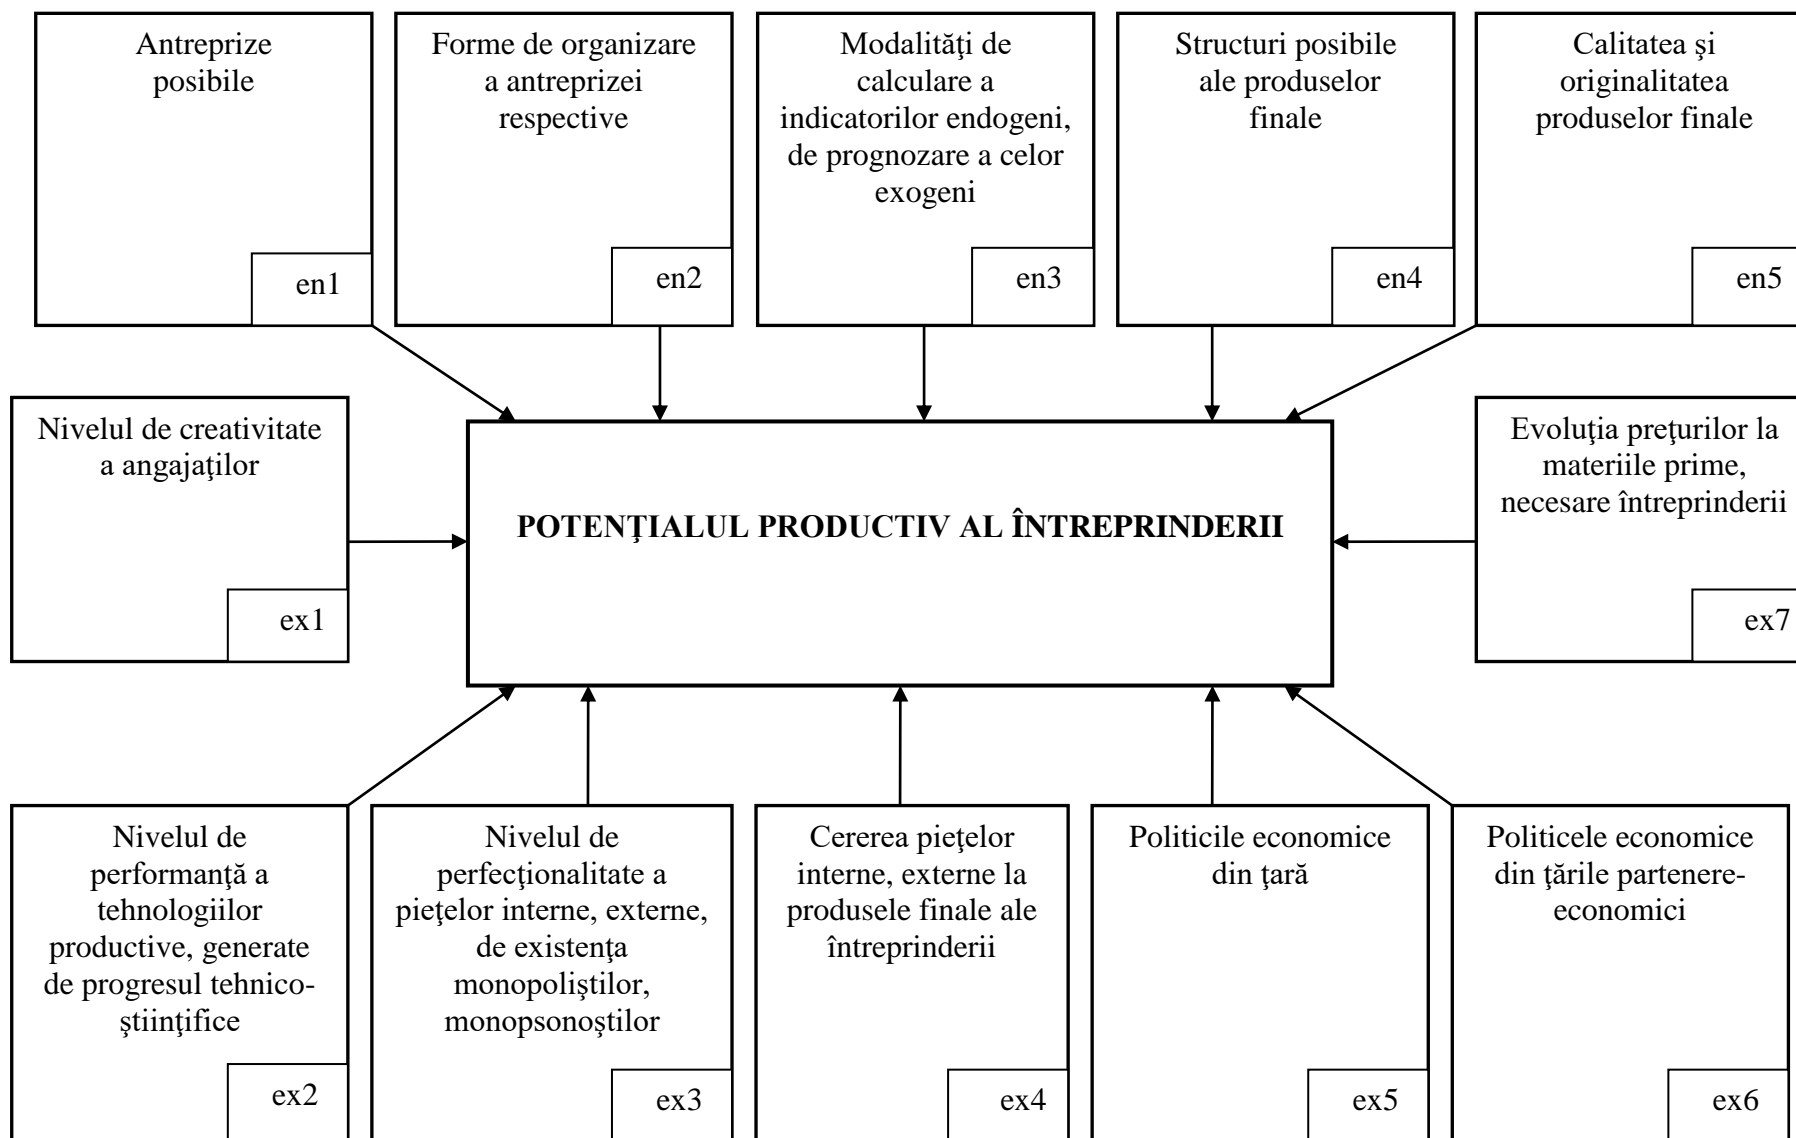 Antreprize
posibile
en1
Forme de organizare
a antreprizei
respective
en2
Modalităţi de
calculare a
indicatorilor endogeni,
de prognozare a celor
exogeni
en3
Structuri posibile
ale produselor
finale
en4
Calitatea şi
originalitatea
produselor finale
en5
Nivelul de creativitate
a angajaţilor
ex1
POTENŢIALUL PRODUCTIV AL ÎNTREPRINDERII
Evoluţia preţurilor la
materiile prime,
necesare întreprinderii
ex7
Nivelul de
performanţă a
tehnologiilor
productive, generate
de progresul tehnico-
ştiinţifice
ex2
Nivelul de
perfecţionalitate a
pieţelor interne, externe,
de existenţa
monopoliştilor,
monopsonoştilor
ex3
Cererea pieţelor
interne, externe la
produsele finale ale
întreprinderii
ex4
Politicile economice
din ţară
ex5
Politicele economice
din ţările partenere-
economici
ex6